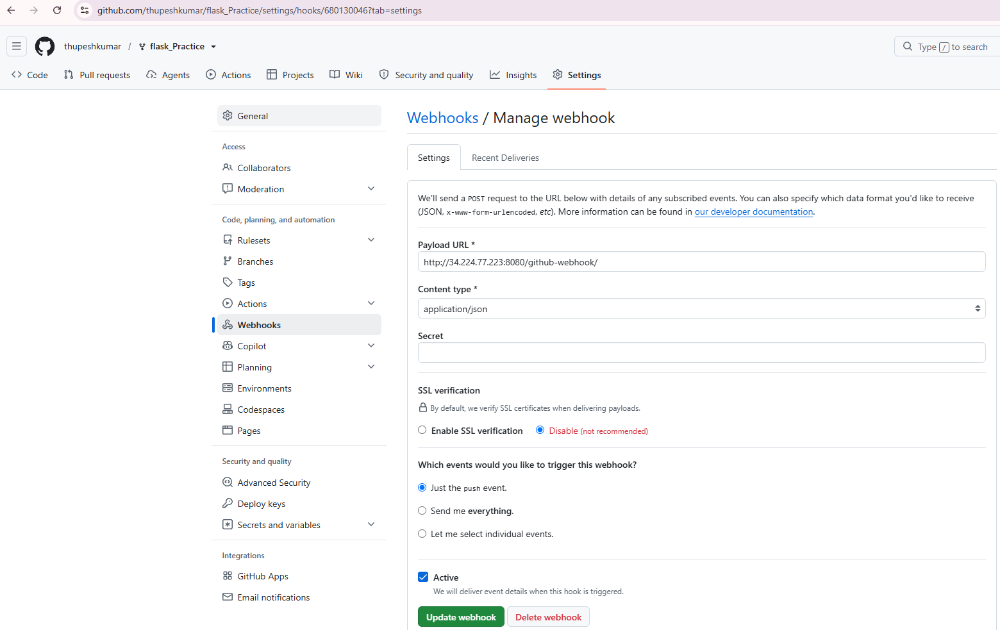 github.com/thupeshkumar/flask_Practice/settings/hooks/680130046?tab=settings
thupeshkumar / flask_Practice
Type / to search
Code Pull requests Agents Actions Projects Wiki Security and quality Insights Settings
General
Access
Collaborators
Moderation
Code, planning, and automation
Rulesets
Branches
Tags
Actions
Webhooks
Copilot
Planning
Environments
Codespaces
Pages
Security and quality
Advanced Security
Deploy keys
Secrets and variables
Integrations
GitHub Apps
Email notifications
Webhooks / Manage webhook
Settings Recent Deliveries
We'll send a POST request to the URL below with details of any subscribed events. You can also specify which data format you'd like to receive
(JSON, x-www-form-urlencoded, etc). More information can be found in our developer documentation.
Payload URL *
http://34.224.77.223:8080/github-webhook/
Content type *
application/json
Secret
SSL verification
By default, we verify SSL certificates when delivering payloads.
Enable SSL verification Disable (not recommended)
Which events would you like to trigger this webhook?
Just the push event.
Send me everything.
Let me select individual events.
Active
We will deliver event details when this hook is triggered.
Update webhook Delete webhook